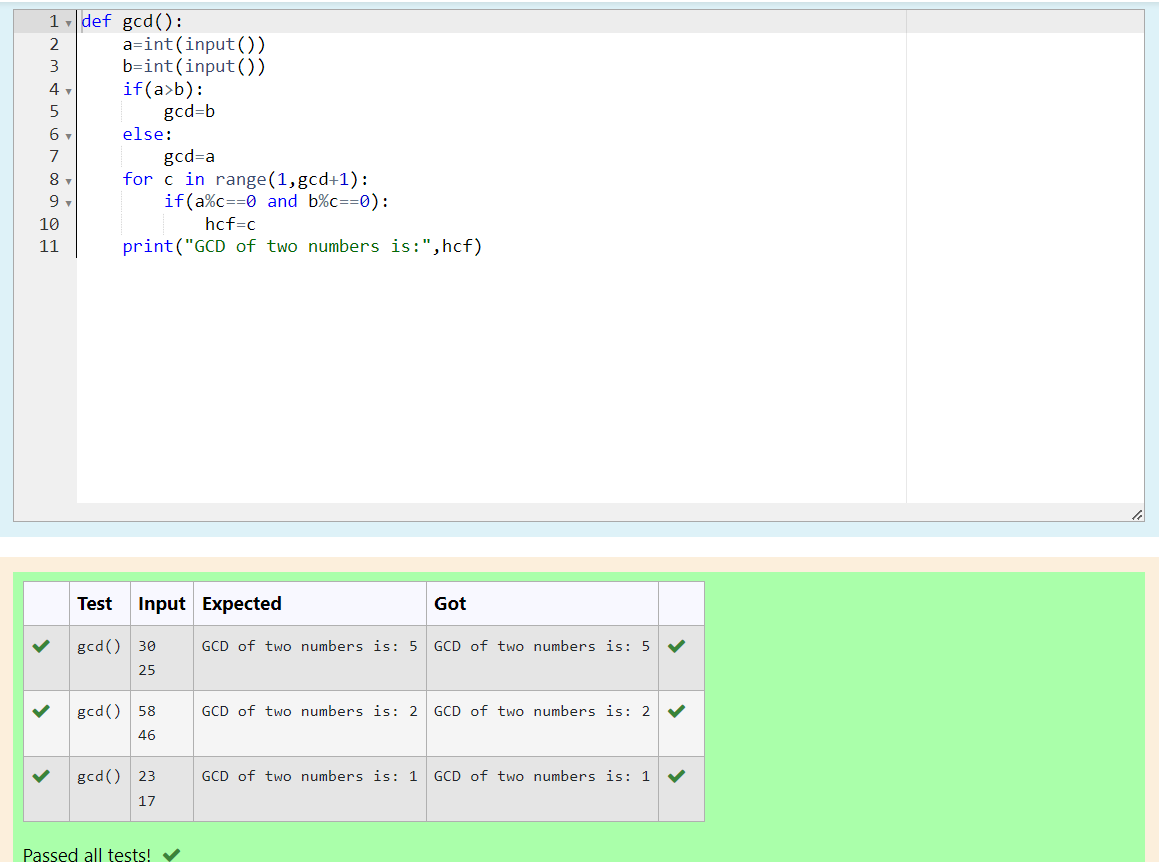 1 def gcd():
2     a=int(input())
3     b=int(input())
4     if(a>b):
5         gcd=b
6     else:
7         gcd=a
8     for c in range(1,gcd+1):
9         if(a%c==0 and b%c==0):
10            hcf=c
11    print("GCD of two numbers is:",hcf)
Test Input Expected Got
gcd() 30 GCD of two numbers is: 5 GCD of two numbers is: 5
25
gcd() 58 GCD of two numbers is: 2 GCD of two numbers is: 2
46
gcd() 23 GCD of two numbers is: 1 GCD of two numbers is: 1
17
Passed all tests!